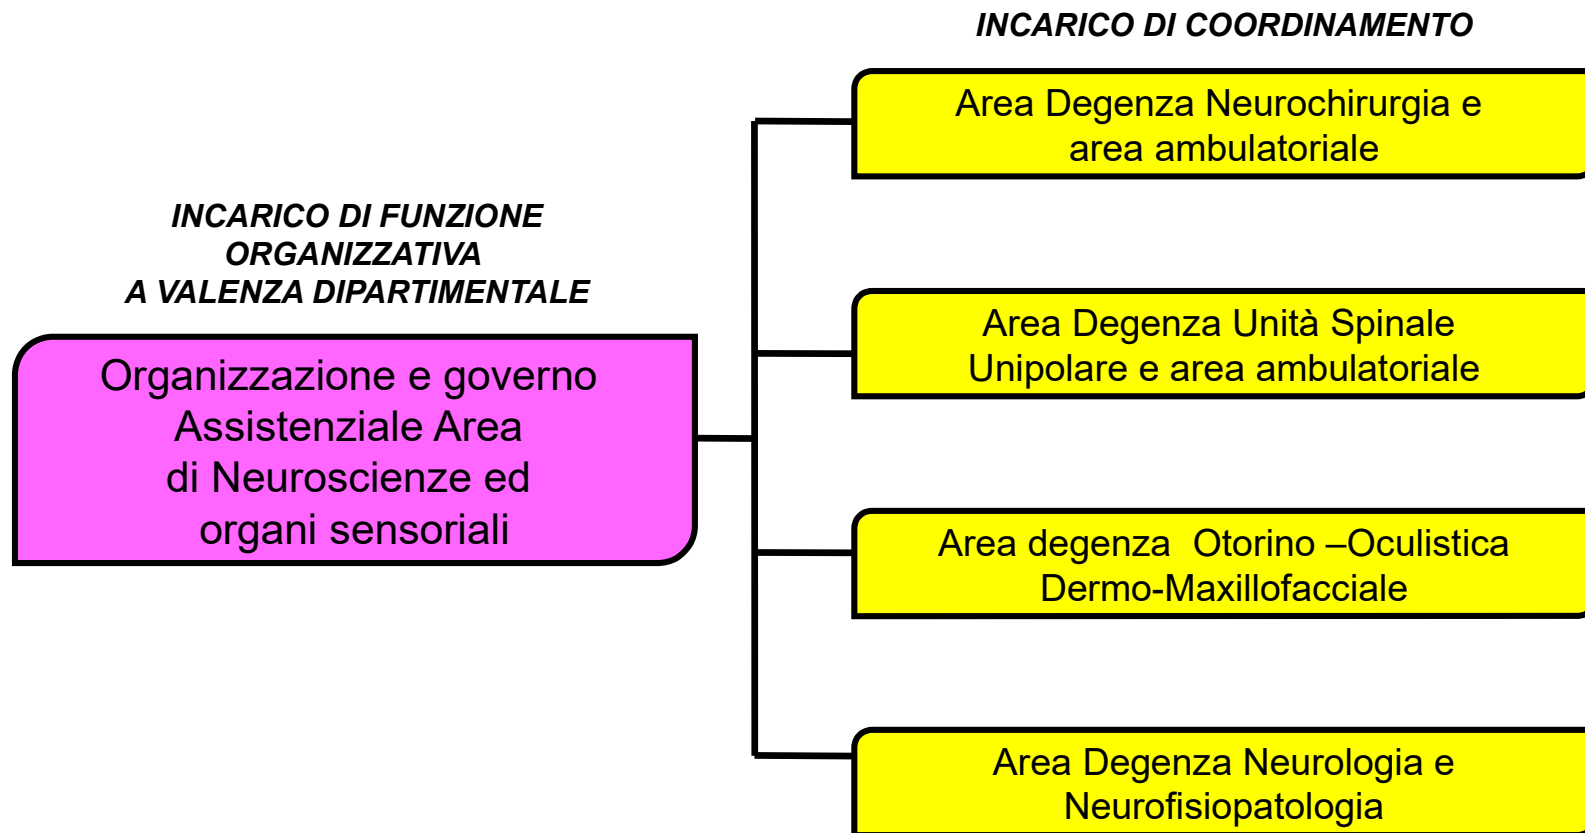 INCARICO DI COORDINAMENTO
Area Degenza Neurochirurgia e
area ambulatoriale
INCARICO DI FUNZIONE
ORGANIZZATIVA
A VALENZA DIPARTIMENTALE
Organizzazione e governo
Assistenziale Area
di Neuroscienze ed
organi sensoriali
Area Degenza Unità Spinale
Unipolare e area ambulatoriale
Area degenza  Otorino –Oculistica
Dermo-Maxillofacciale
Area Degenza Neurologia e
Neurofisiopatologia